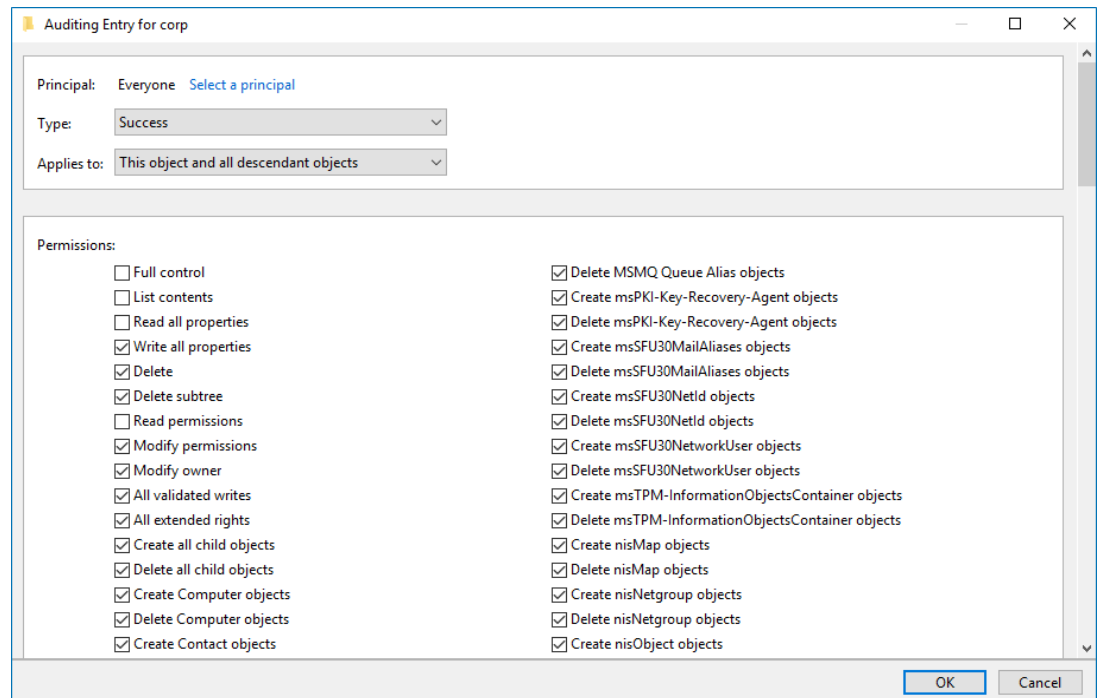 Auditing Entry for corp
Principal: Everyone Select a principal
Type: Success
Applies to: This object and all descendant objects
Permissions:
Full control
List contents
Read all properties
Write all properties
Delete
Delete subtree
Read permissions
Modify permissions
Modify owner
All validated writes
All extended rights
Create all child objects
Delete all child objects
Create Computer objects
Delete Computer objects
Create Contact objects
Delete MSMQ Queue Alias objects
Create msPKI-Key-Recovery-Agent objects
Delete msPKI-Key-Recovery-Agent objects
Create msSFU30MailAliases objects
Delete msSFU30MailAliases objects
Create msSFU30NetId objects
Delete msSFU30NetId objects
Create msSFU30NetworkUser objects
Delete msSFU30NetworkUser objects
Create msTPM-InformationObjectsContainer objects
Delete msTPM-InformationObjectsContainer objects
Create nisMap objects
Delete nisMap objects
Create nisNetgroup objects
Delete nisNetgroup objects
Create nisObject objects
OK Cancel